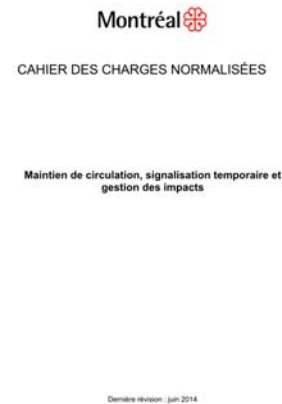 Montréal
CAHIER DES CHARGES NORMALISÉES
Maintien de circulation, signalisation temporaire et
gestion des impacts
Dernière révision : juin 2014